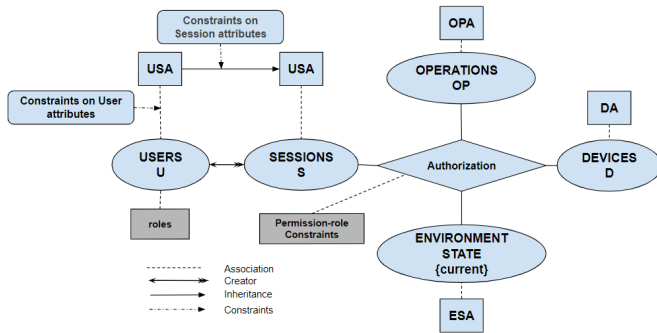 Constraints on
Session attributes
OPA
USA
USA
OPERATIONS
OP
Constraints on User
attributes
DA
USERS
U
SESSIONS
S
Authorization
DEVICES
D
roles
Permission-role
Constraints
ENVIRONMENT
STATE
{current}
Association
Creator
Inheritance
Constraints
ESA